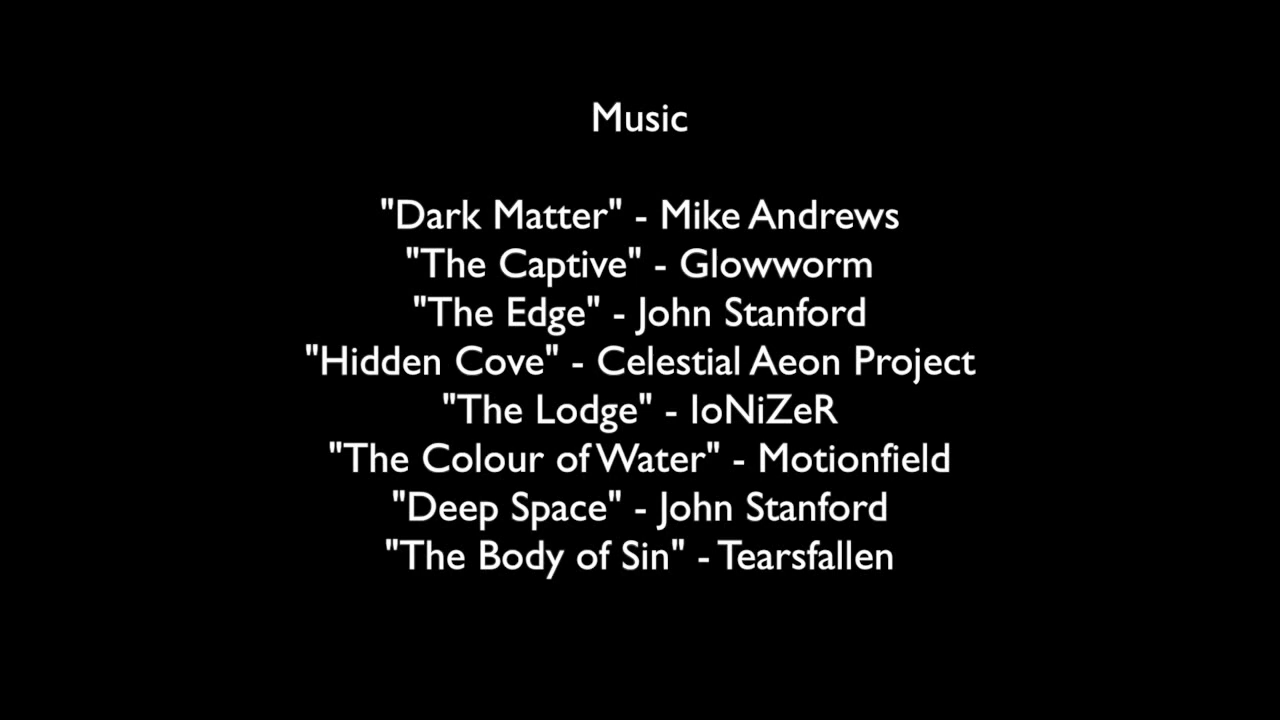 Music
"Dark Matter" - Mike Andrews
"The Captive" - Glowworm
"The Edge" - John Stanford
"Hidden Cove" - Celestial Aeon Project
"The Lodge" - IoNiZeR
"The Colour of Water" - Motionfield
"Deep Space" - John Stanford
"The Body of Sin" - Tearsfallen